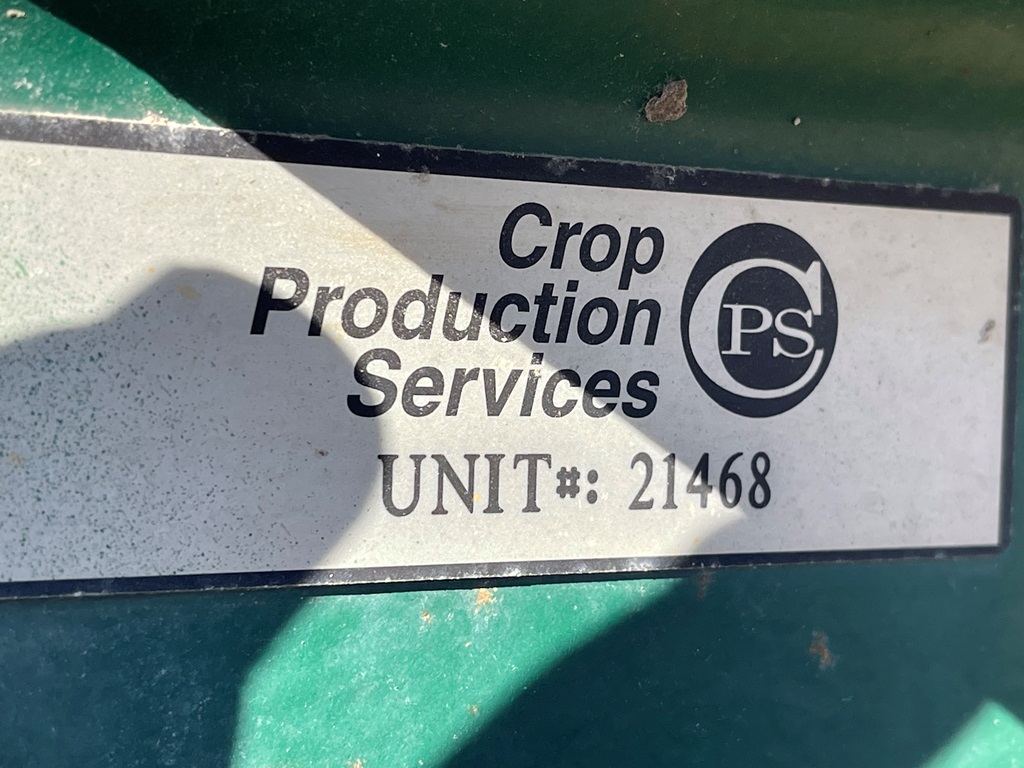 Crop
Production
Services
CPS
UNIT#: 21468